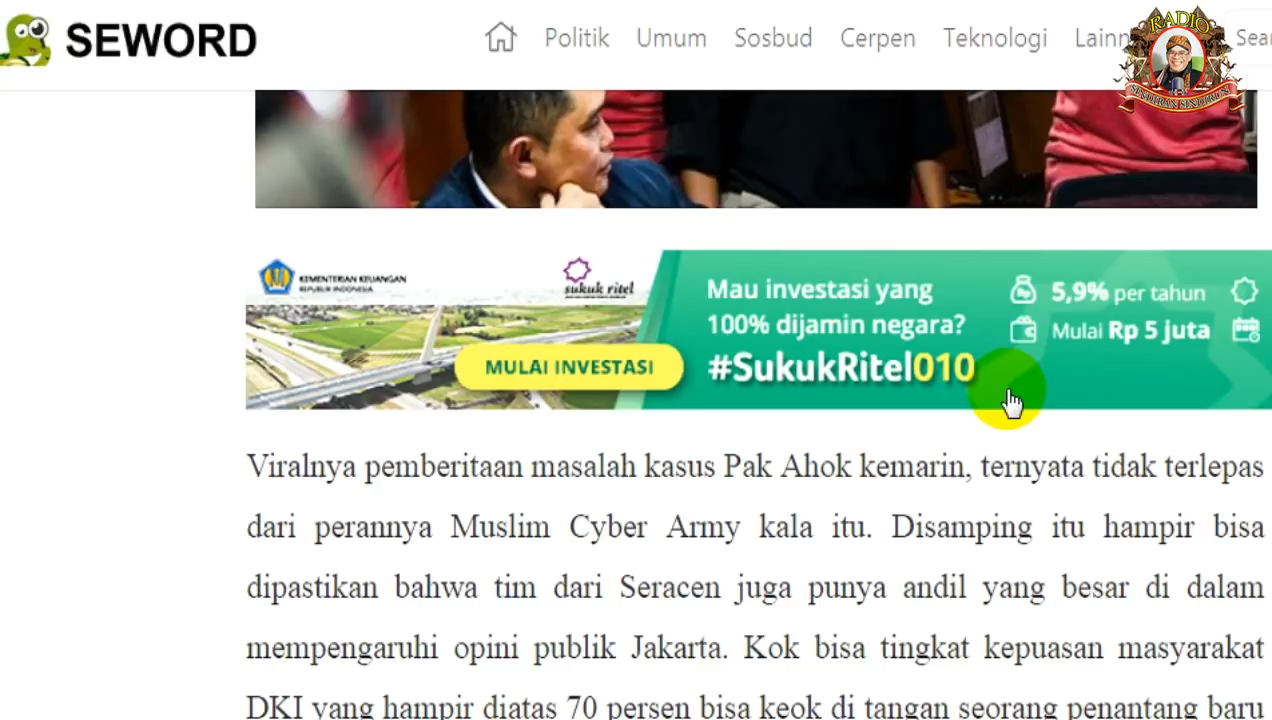 SEWORD
Politik Umum Sosbud Cerpen Teknologi Lainn Sear
RADIO
SENDIRAN SENDIRUN
KEMENTERIAN KEUANGAN
REPUBLIK INDONESIA
sukuk ritel
MULAI INVESTASI
Mau investasi yang
100% dijamin negara?
#SukukRitel010
5,9% per tahun
Mulai Rp 5 juta
Viralnya pemberitaan masalah kasus Pak Ahok kemarin, ternyata tidak terlepas
dari perannya Muslim Cyber Army kala itu. Disamping itu hampir bisa
dipastikan bahwa tim dari Seracen juga punya andil yang besar di dalam
mempengaruhi opini publik Jakarta. Kok bisa tingkat kepuasan masyarakat
DKI yang hampir diatas 70 persen bisa keok di tangan seorang penantang baru